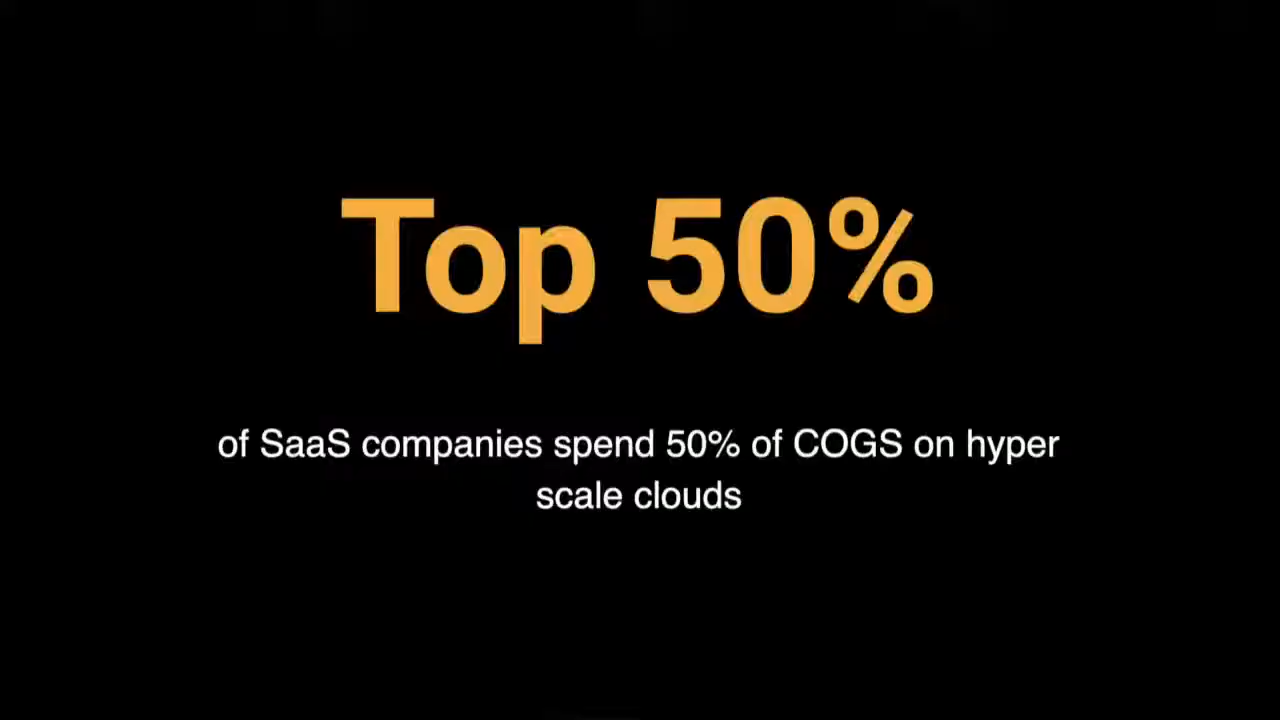 Top 50%
of SaaS companies spend 50% of COGS on hyper
scale clouds